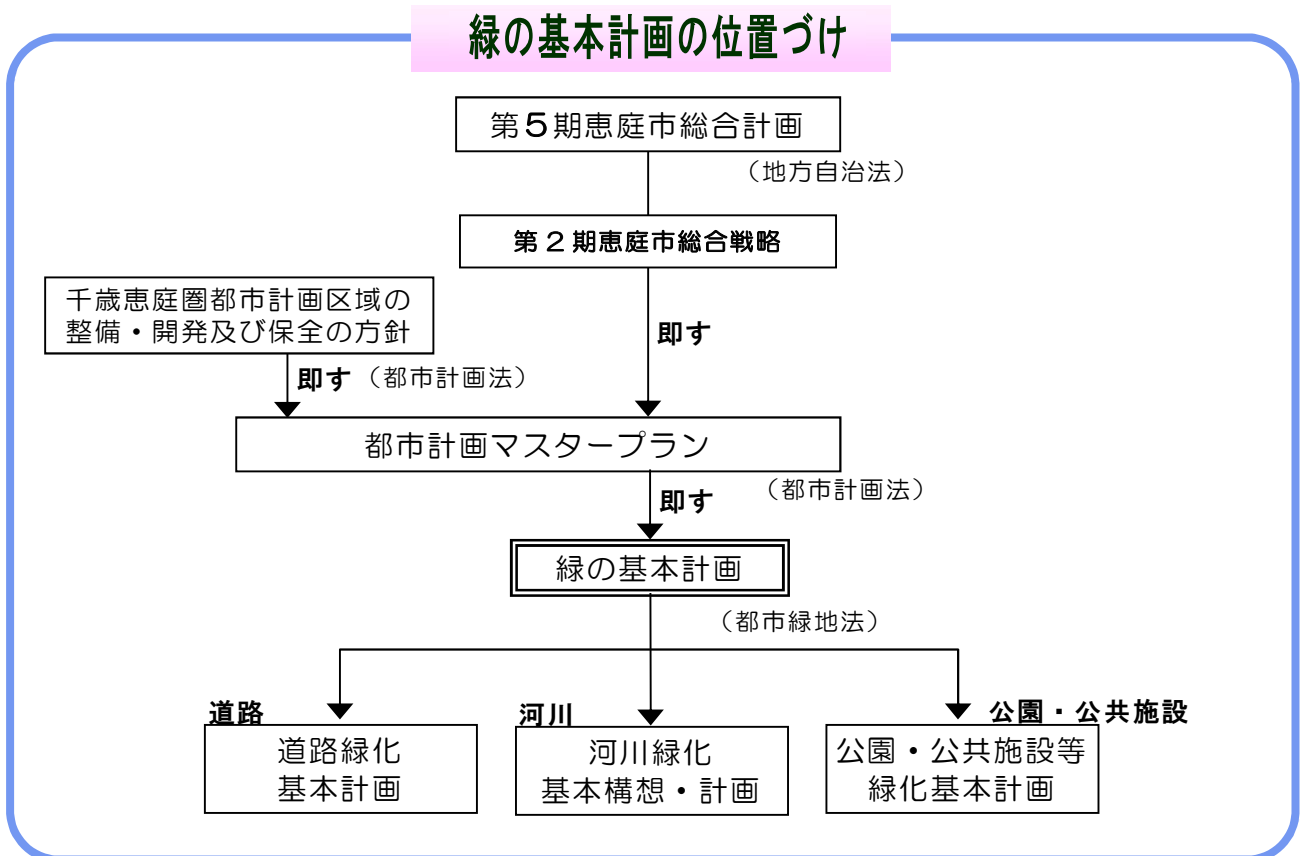 緑の基本計画の位置づけ
第5期恵庭市総合計画
（地方自治法）
第2期恵庭市総合戦略
千歳恵庭圏都市計画区域の
整備・開発及び保全の方針
即す
即す（都市計画法）
都市計画マスタープラン
（都市計画法）
即す
緑の基本計画
（都市緑地法）
道路
道路緑化
基本計画
河川
河川緑化
基本構想・計画
公園・公共施設
公園・公共施設等
緑化基本計画